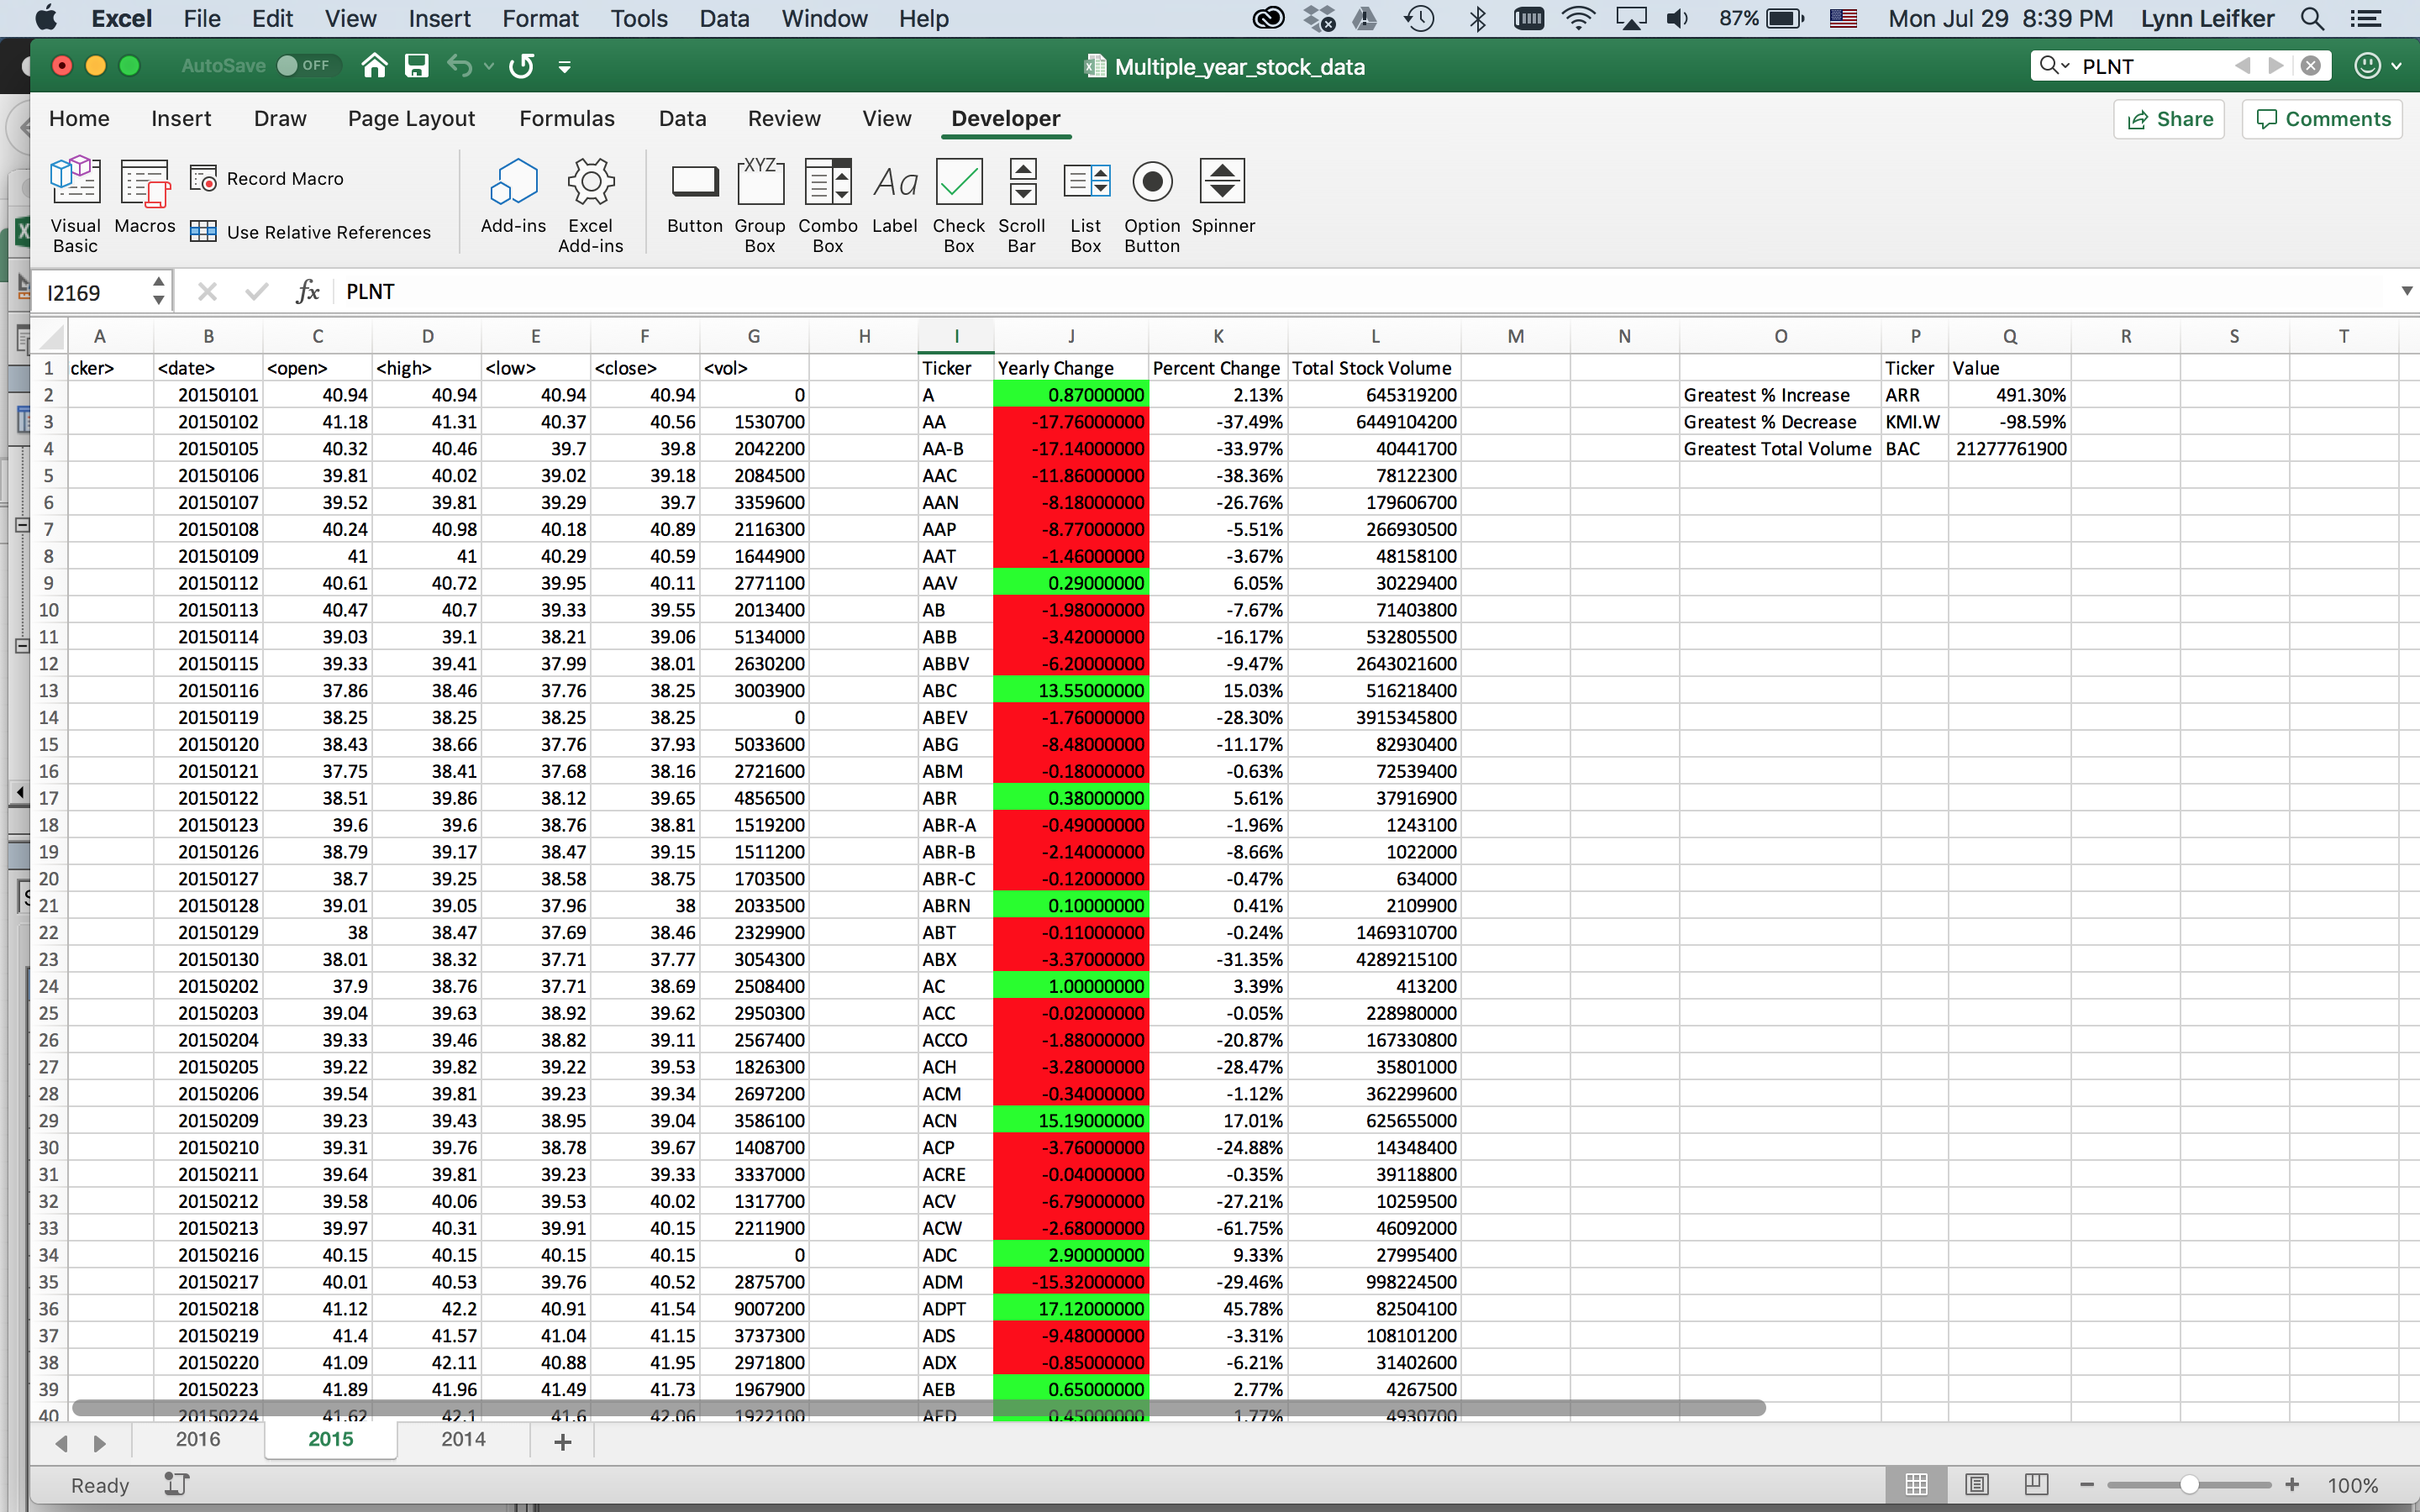 Excel File Edit View Insert Format Tools Data Window Help 87% Mon Jul 29 8:39 PM Lynn Leifker
AutoSave OFF Multiple_year_stock_data PLNT
Home Insert Draw Page Layout Formulas Data Review View Developer Share Comments
Visual Basic Macros Record Macro Use Relative References Add-ins Excel Add-ins Button Group Box Combo Box Label Check Box Scroll Bar List Box Option Button Spinner
XYZ Aa
I2169 fx PLNT
A B C D E F G H I J K L M N O P Q R S T
1 cker> <date> <open> <high> <low> <close> <vol> Ticker Yearly Change Percent Change Total Stock Volume Ticker Value
2 20150101 40.94 40.94 40.94 40.94 0 A 0.87000000 2.13% 645319200 Greatest % Increase ARR 491.30%
3 20150102 41.18 41.31 40.37 40.56 1530700 AA -17.76000000 -37.49% 6449104200 Greatest % Decrease KMI.W -98.59%
4 20150105 40.32 40.46 39.7 39.8 2042200 AA-B -17.14000000 -33.97% 40441700 Greatest Total Volume BAC 21277761900
5 20150106 39.81 40.02 39.02 39.18 2084500 AAC -11.86000000 -38.36% 78122300
6 20150107 39.52 39.81 39.29 39.7 3359600 AAN -8.18000000 -26.76% 179606700
7 20150108 40.24 40.98 40.18 40.89 2116300 AAP -8.77000000 -5.51% 266930500
8 20150109 41 41 40.29 40.59 1644900 AAT -1.46000000 -3.67% 48158100
9 20150112 40.61 40.72 39.95 40.11 2771100 AAV 0.29000000 6.05% 30229400
10 20150113 40.47 40.7 39.33 39.55 2013400 AB -1.98000000 -7.67% 71403800
11 20150114 39.03 39.1 38.21 39.06 5134000 ABB -3.42000000 -16.17% 532805500
12 20150115 39.33 39.41 37.99 38.01 2630200 ABBV -6.20000000 -9.47% 2643021600
13 20150116 37.86 38.46 37.76 38.25 3003900 ABC 13.55000000 15.03% 516218400
14 20150119 38.25 38.25 38.25 38.25 0 ABEV -1.76000000 -28.30% 3915345800
15 20150120 38.43 38.66 37.76 37.93 5033600 ABG -8.48000000 -11.17% 82930400
16 20150121 37.75 38.41 37.68 38.16 2721600 ABM -0.18000000 -0.63% 72539400
17 20150122 38.51 39.86 38.12 39.65 4856500 ABR 0.38000000 5.61% 37916900
18 20150123 39.6 39.6 38.76 38.81 1519200 ABR-A -0.49000000 -1.96% 1243100
19 20150126 38.79 39.17 38.47 39.15 1511200 ABR-B -2.14000000 -8.66% 1022000
20 20150127 38.7 39.25 38.58 38.75 1703500 ABR-C -0.12000000 -0.47% 634000
21 20150128 39.01 39.05 37.96 38 2033500 ABRN 0.10000000 0.41% 2109900
22 20150129 38 38.47 37.69 38.46 2329900 ABT -0.11000000 -0.24% 1469310700
23 20150130 38.01 38.32 37.71 37.77 3054300 ABX -3.37000000 -31.35% 4289215100
24 20150202 37.9 38.76 37.71 38.69 2508400 AC 1.00000000 3.39% 413200
25 20150203 39.04 39.63 38.92 39.62 2950300 ACC -0.02000000 -0.05% 228980000
26 20150204 39.33 39.46 38.82 39.11 2567400 ACCO -1.88000000 -20.87% 167330800
27 20150205 39.22 39.82 39.22 39.53 1826300 ACH -3.28000000 -28.47% 35801000
28 20150206 39.54 39.81 39.23 39.34 2697200 ACM -0.34000000 -1.12% 362299600
29 20150209 39.23 39.43 38.95 39.04 3586100 ACN 15.19000000 17.01% 625655000
30 20150210 39.31 39.76 38.78 39.67 1408700 ACP -3.76000000 -24.88% 14348400
31 20150211 39.64 39.81 39.23 39.33 3337000 ACRE -0.04000000 -0.35% 39118800
32 20150212 39.58 40.06 39.53 40.02 1317700 ACV -6.79000000 -27.21% 10259500
33 20150213 39.97 40.31 39.91 40.15 2211900 ACW -2.68000000 -61.75% 46092000
34 20150216 40.15 40.15 40.15 40.15 0 ADC 2.90000000 9.33% 27995400
35 20150217 40.01 40.53 39.76 40.52 2875700 ADM -15.32000000 -29.46% 998224500
36 20150218 41.12 42.2 40.91 41.54 9007200 ADPT 17.12000000 45.78% 82504100
37 20150219 41.4 41.57 41.04 41.15 3737300 ADS -9.48000000 -3.31% 108101200
38 20150220 41.09 42.11 40.88 41.95 2971800 ADX -0.85000000 -6.21% 31402600
39 20150223 41.89 41.96 41.49 41.73 1967900 AEB 0.65000000 2.77% 4267500
40 20150224 41.62 42.1 41.6 42.06 1922100 AED 0.45000000 1.77% 4930700
2016 2015 2014 +
Ready 100%